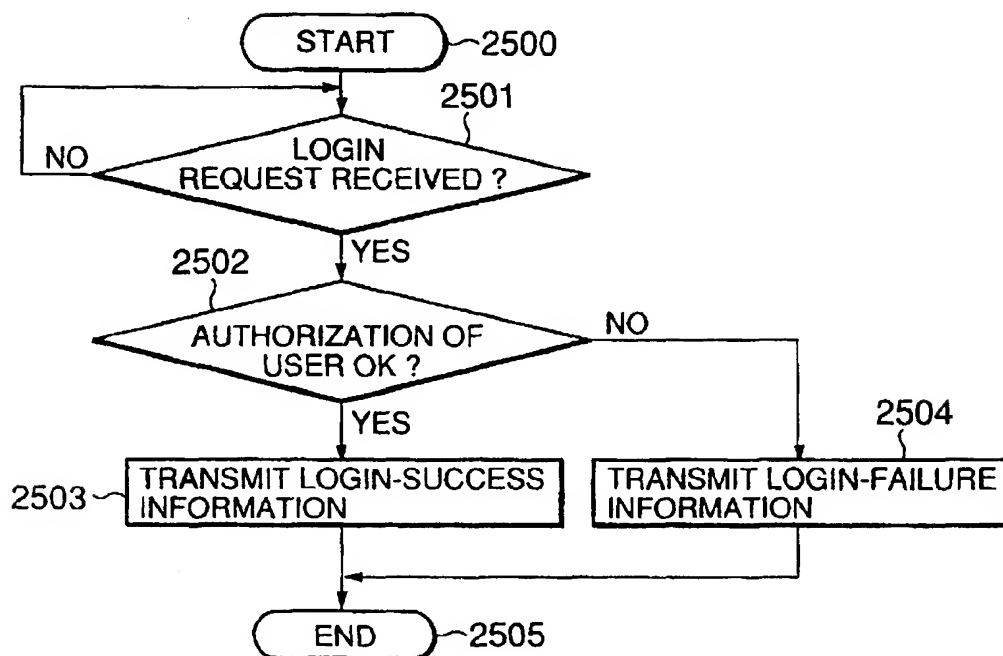 START
2500
2501
LOGIN
REQUEST RECEIVED ?
NO
YES
2502
AUTHORIZATION OF
USER OK ?
NO
YES
2504
2503
TRANSMIT LOGIN-SUCCESS
INFORMATION
TRANSMIT LOGIN-FAILURE
INFORMATION
END
2505